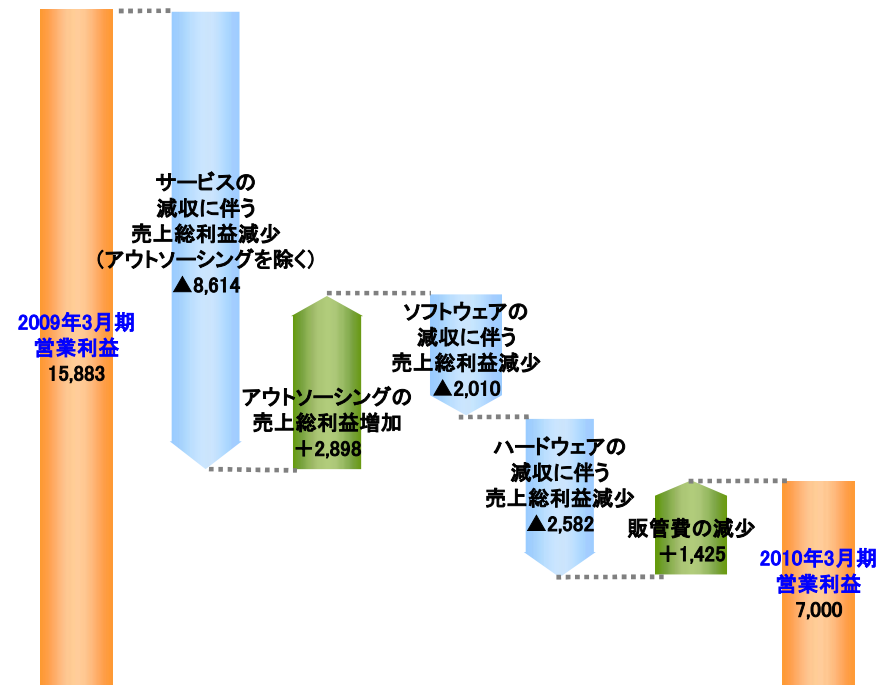 2009年3月期
営業利益
15,883
サービスの
減収に伴う
売上総利益減少
（アウトソーシングを除く）
▲8,614
アウトソーシングの
売上総利益増加
＋2,898
ソフトウェアの
減収に伴う
売上総利益減少
▲2,010
ハードウェアの
減収に伴う
売上総利益減少
▲2,582
販管費の減少
＋1,425
2010年3月期
営業利益
7,000